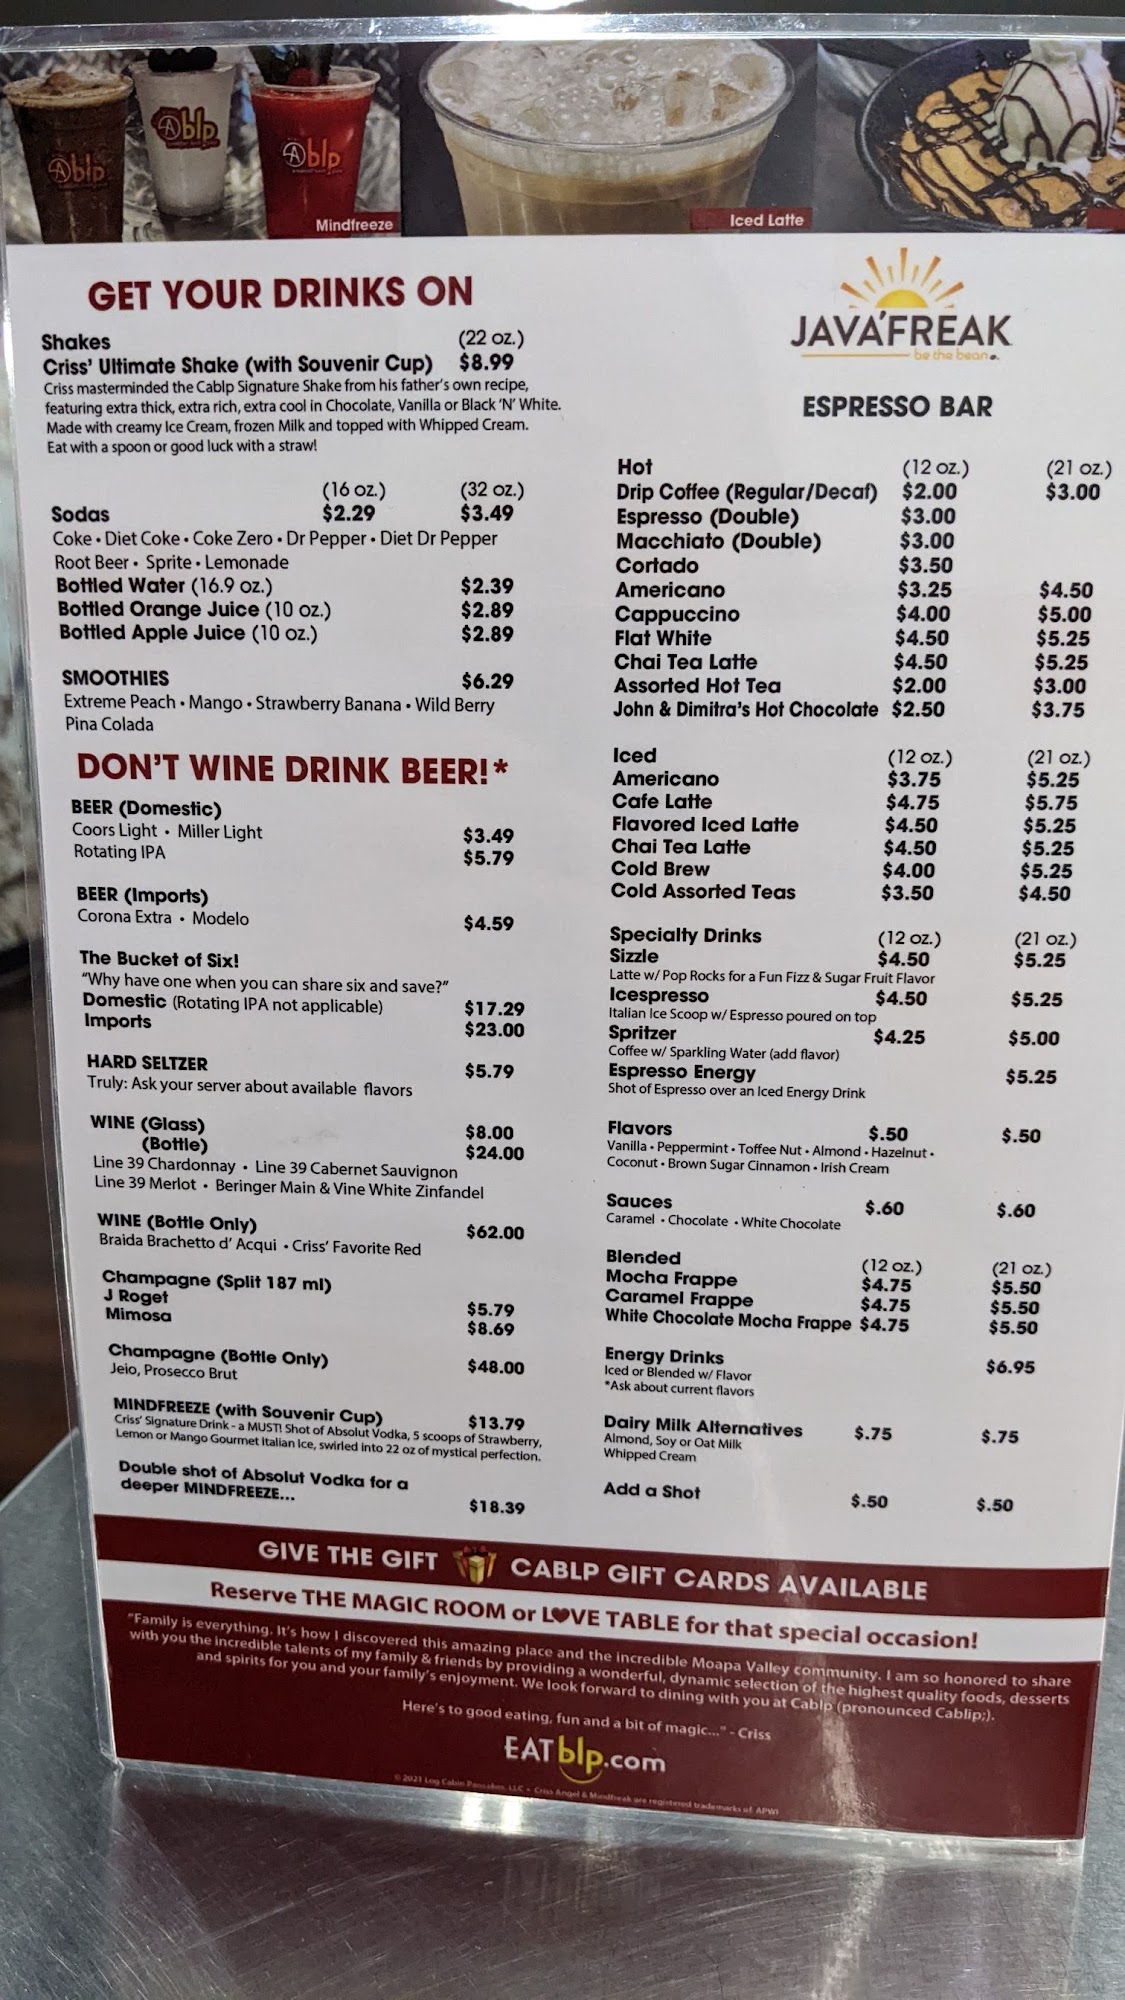 Ablp
Ablp
Ablp
Mindfreeze
Iced Latte
GET YOUR DRINKS ON
Shakes (22 oz.)
Criss' Ultimate Shake (with Souvenir Cup) $8.99
Criss masterminded the Cablp Signature Shake from his father's own recipe,
featuring extra thick, extra rich, extra cool in Chocolate, Vanilla or Black 'N' White.
Made with creamy Ice Cream, frozen Milk and topped with Whipped Cream.
Eat with a spoon or good luck with a straw!
(16 oz.) (32 oz.)
Sodas $2.29 $3.49
Coke • Diet Coke • Coke Zero • Dr Pepper • Diet Dr Pepper
Root Beer • Sprite • Lemonade
Bottled Water (16.9 oz.) $2.39
Bottled Orange Juice (10 oz.) $2.89
Bottled Apple Juice (10 oz.) $2.89
SMOOTHIES $6.29
Extreme Peach • Mango • Strawberry Banana • Wild Berry
Pina Colada
DON'T WINE DRINK BEER!*
BEER (Domestic)
Coors Light • Miller Light $3.49
Rotating IPA $5.79
BEER (Imports)
Corona Extra • Modelo $4.59
The Bucket of Six!
"Why have one when you can share six and save?"
Domestic (Rotating IPA not applicable) $17.29
Imports $23.00
HARD SELTZER $5.79
Truly: Ask your server about available flavors
WINE (Glass) $8.00
(Bottle) $24.00
Line 39 Chardonnay • Line 39 Cabernet Sauvignon
Line 39 Merlot • Beringer Main & Vine White Zinfandel
WINE (Bottle Only) $62.00
Braida Brachetto d' Acqui • Criss' Favorite Red
Champagne (Split 187 ml)
J Roget $5.79
Mimosa $8.69
Champagne (Bottle Only) $48.00
Jeio, Prosecco Brut
MINDFREEZE (with Souvenir Cup) $13.79
Criss' Signature Drink - a MUST! Shot of Absolut Vodka, 5 scoops of Strawberry,
Lemon or Mango Gourmet Italian Ice, swirled into 22 oz of mystical perfection.
Double shot of Absolut Vodka for a
deeper MINDFREEZE... $18.39
JAVA'FREAK
be the bean
ESPRESSO BAR
Hot (12 oz.) (21 oz.)
Drip Coffee (Regular/Decaf) $2.00 $3.00
Espresso (Double) $3.00
Macchiato (Double) $3.00
Cortado $3.50
Americano $3.25 $4.50
Cappuccino $4.00 $5.00
Flat White $4.50 $5.25
Chai Tea Latte $4.50 $5.25
Assorted Hot Tea $2.00 $3.00
John & Dimitra's Hot Chocolate $2.50 $3.75
Iced (12 oz.) (21 oz.)
Americano $3.75 $5.25
Cafe Latte $4.75 $5.75
Flavored Iced Latte $4.50 $5.25
Chai Tea Latte $4.50 $5.25
Cold Brew $4.00 $5.25
Cold Assorted Teas $3.50 $4.50
Specialty Drinks (12 oz.) (21 oz.)
Sizzle $4.50 $5.25
Latte w/ Pop Rocks for a Fun Fizz & Sugar Fruit Flavor
Icespresso $4.50 $5.25
Italian Ice Scoop w/ Espresso poured on top
Spritzer $4.25 $5.00
Coffee w/ Sparkling Water (add flavor)
Espresso Energy $5.25
Shot of Espresso over an Iced Energy Drink
Flavors $.50 $.50
Vanilla • Peppermint • Toffee Nut • Almond • Hazelnut •
Coconut • Brown Sugar Cinnamon • Irish Cream
Sauces $.60 $.60
Caramel • Chocolate • White Chocolate
Blended (12 oz.) (21 oz.)
Mocha Frappe $4.75 $5.50
Caramel Frappe $4.75 $5.50
White Chocolate Mocha Frappe $4.75 $5.50
Energy Drinks $6.95
Iced or Blended w/ Flavor
*Ask about current flavors
Dairy Milk Alternatives $.75 $.75
Almond, Soy or Oat Milk
Whipped Cream
Add a Shot $.50 $.50
GIVE THE GIFT CABLP GIFT CARDS AVAILABLE
Reserve THE MAGIC ROOM or L♥VE TABLE for that special occasion!
"Family is everything. It's how I discovered this amazing place and the incredible Moapa Valley community. I am so honored to share
with you the incredible talents of my family & friends by providing a wonderful, dynamic selection of the highest quality foods, desserts
and spirits for you and your family's enjoyment. We look forward to dining with you at Cablp (pronounced Cablip;).
Here's to good eating, fun and a bit of magic..." - Criss
EATblp.com
© 2021 Log Cabin Pancakes, LLC • Criss Angel & Mindfreak are registered trademarks of APWI